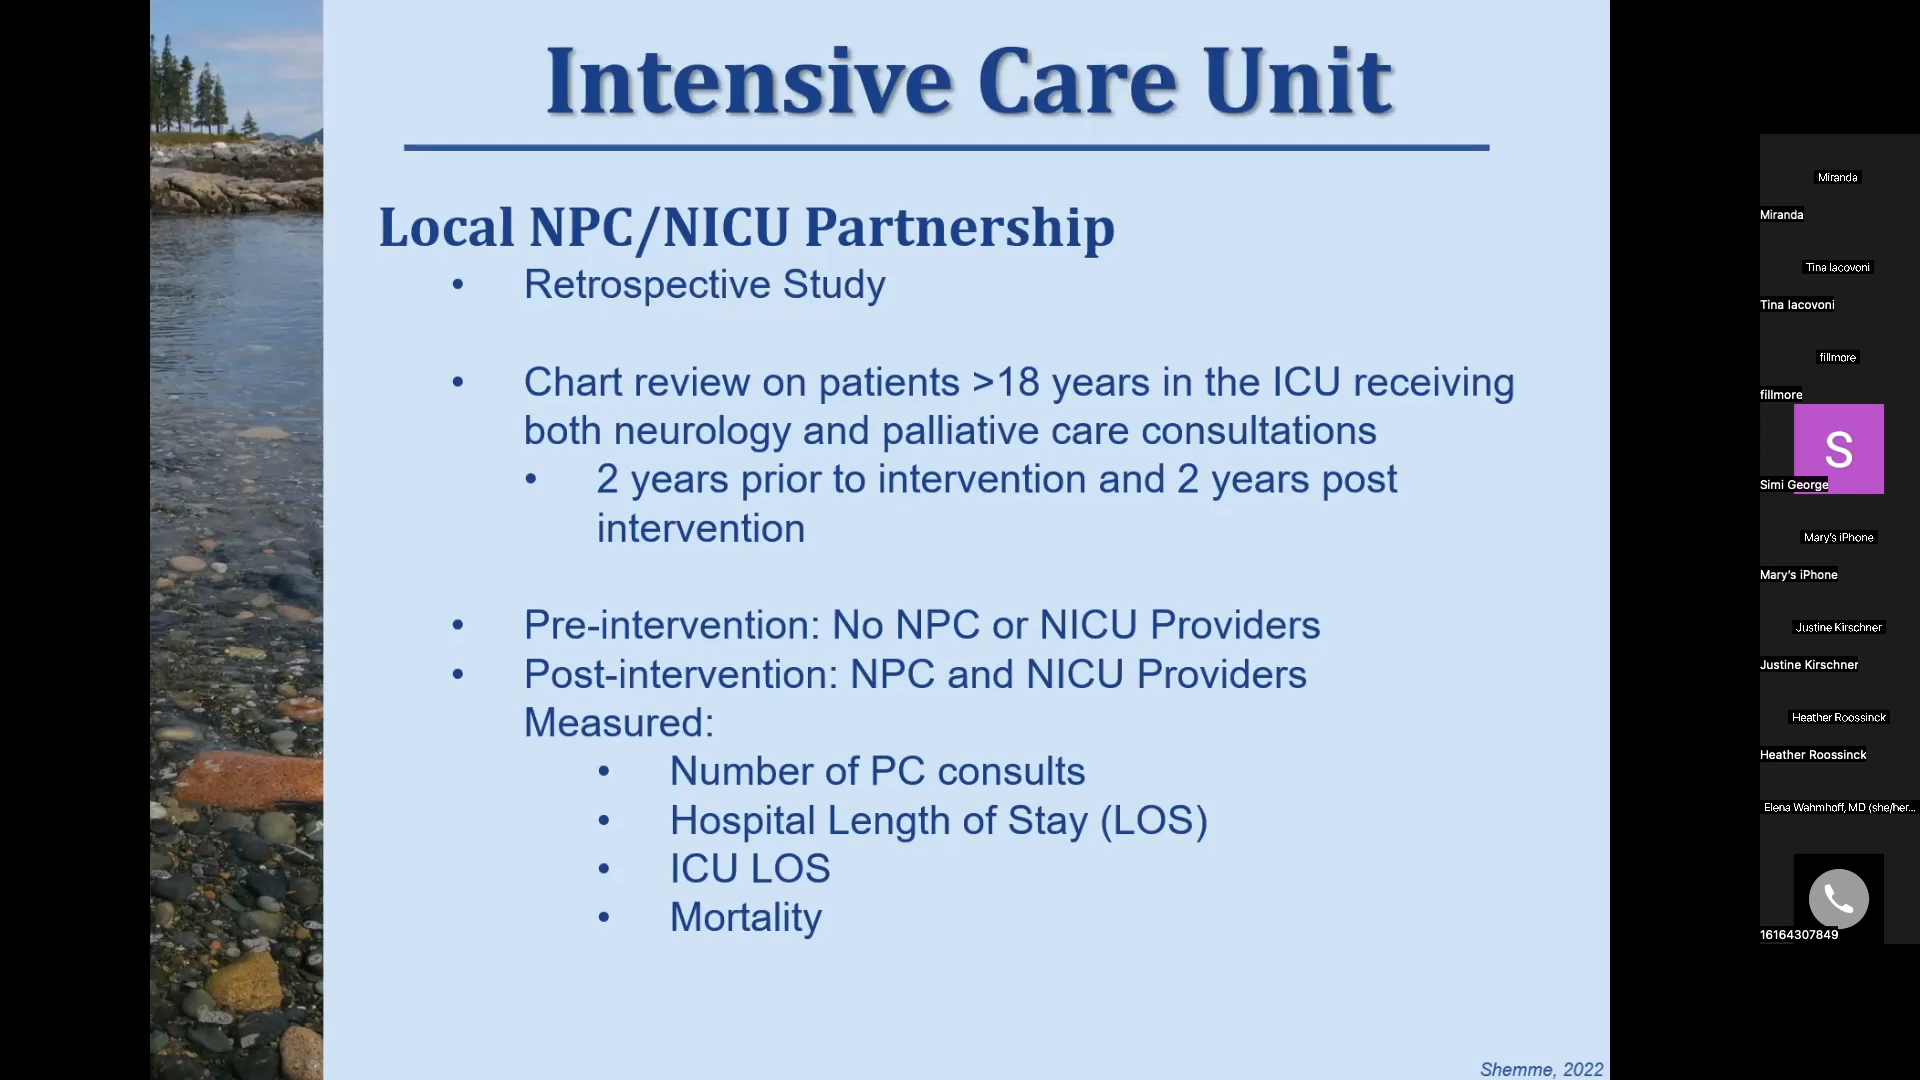 Intensive Care Unit
Local NPC/NICU Partnership
• Retrospective Study
• Chart review on patients >18 years in the ICU receiving
both neurology and palliative care consultations
• 2 years prior to intervention and 2 years post
intervention
• Pre-intervention: No NPC or NICU Providers
• Post-intervention: NPC and NICU Providers
Measured:
• Number of PC consults
• Hospital Length of Stay (LOS)
• ICU LOS
• Mortality
Shemme, 2022
Miranda
Miranda
Tina Iacovoni
Tina Iacovoni
fillmore
fillmore
S
Simi George
Mary's iPhone
Mary's iPhone
Justine Kirschner
Justine Kirschner
Heather Roossinck
Heather Roossinck
Elena Wahmhoff, MD (she/her...
16164307849